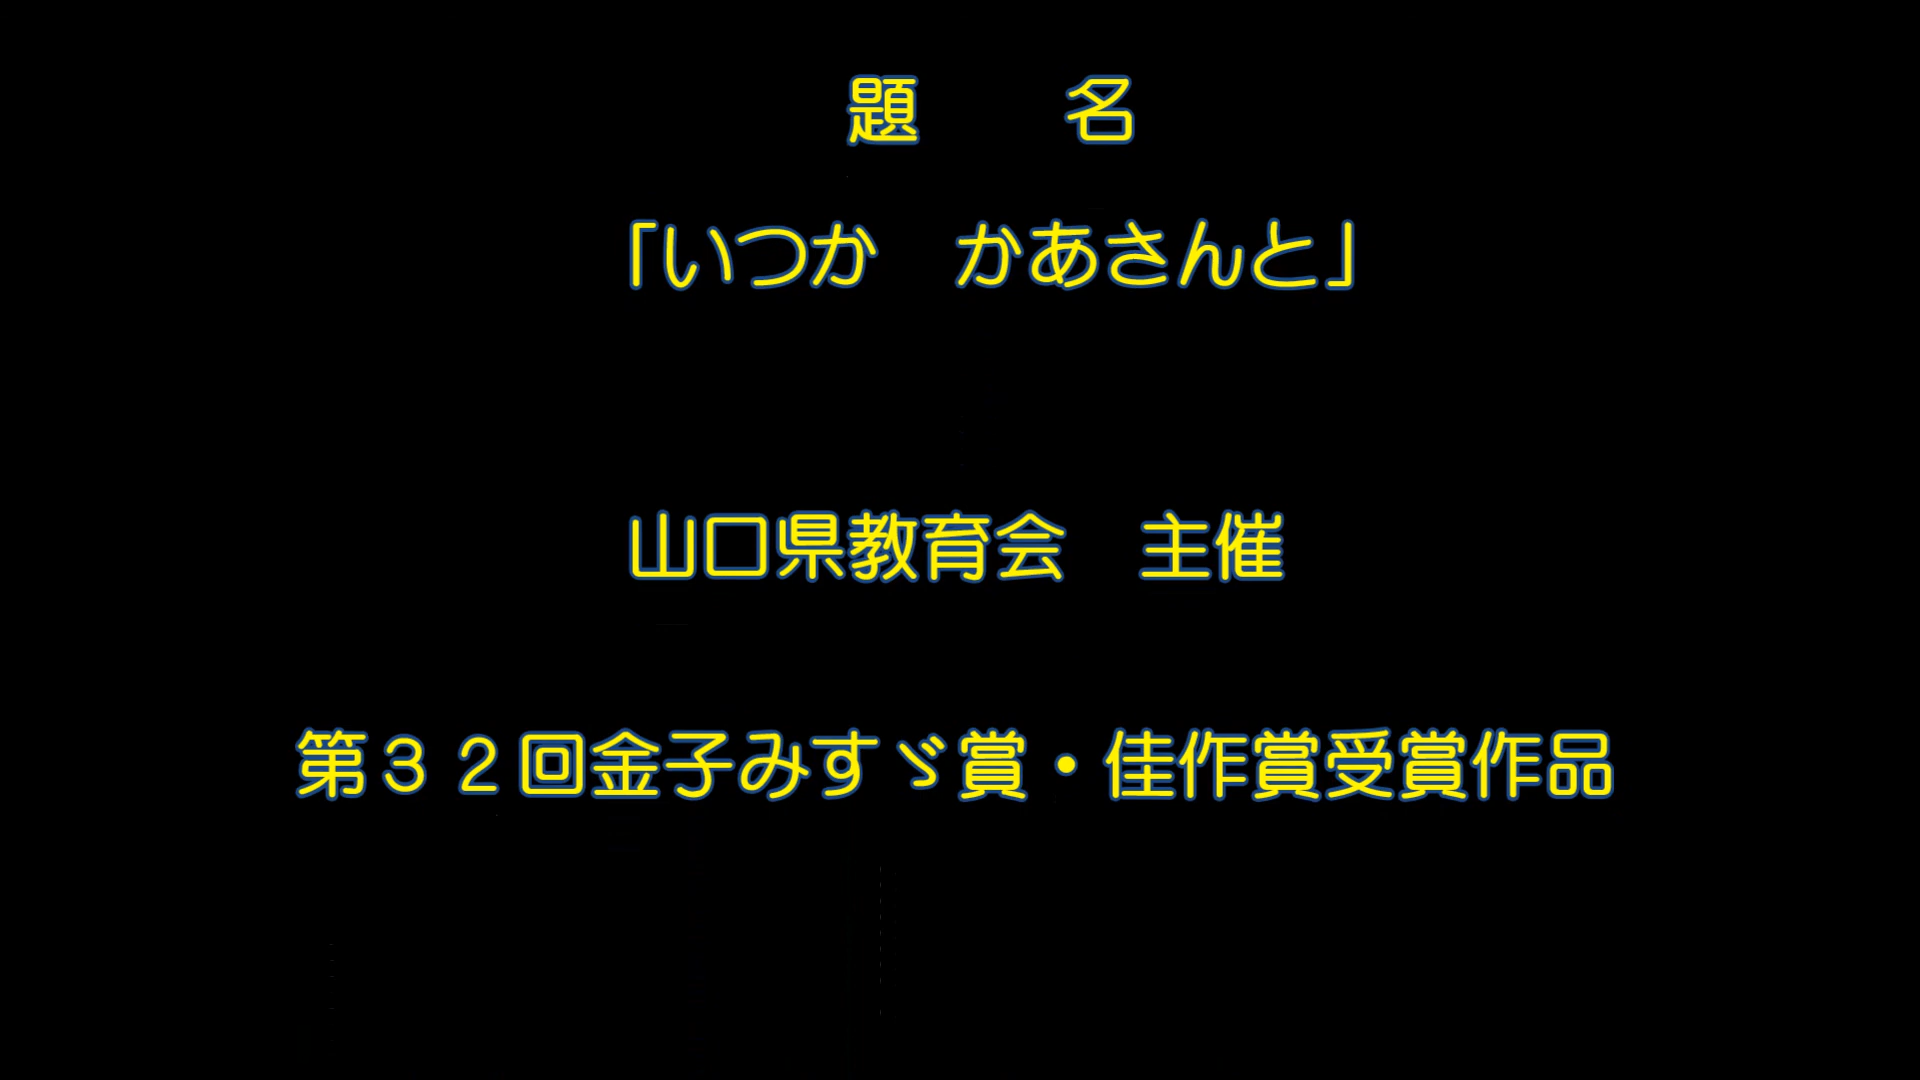 題　　名
「いつか　かあさんと」
山口県教育会　主催
第３２回金子みすゞ賞・佳作賞受賞作品